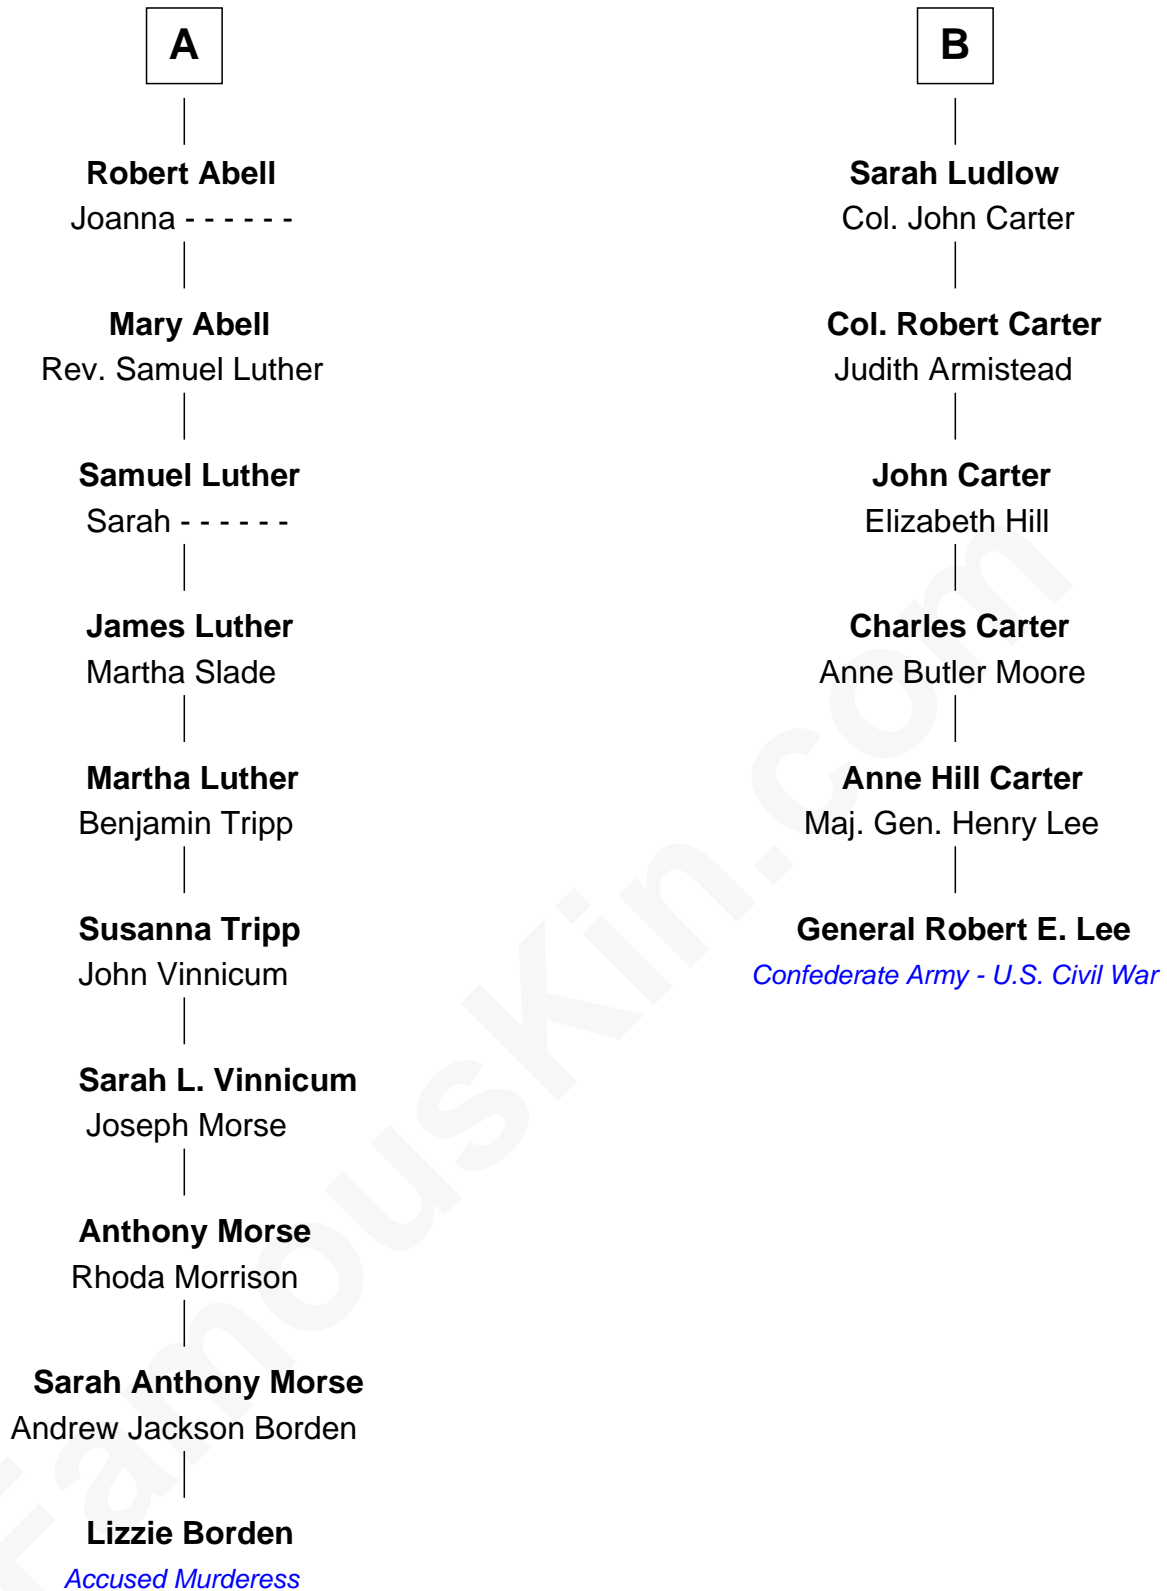 A
Robert Abell
Joanna - - - - - -
Mary Abell
Rev. Samuel Luther
Samuel Luther
Sarah - - - - - -
James Luther
Martha Slade
Martha Luther
Benjamin Tripp
Susanna Tripp
John Vinnicum
Sarah L. Vinnicum
Joseph Morse
Anthony Morse
Rhoda Morrison
Sarah Anthony Morse
Andrew Jackson Borden
Lizzie Borden
Accused Murderess
B
Sarah Ludlow
Col. John Carter
Col. Robert Carter
Judith Armistead
John Carter
Elizabeth Hill
Charles Carter
Anne Butler Moore
Anne Hill Carter
Maj. Gen. Henry Lee
General Robert E. Lee
Confederate Army - U.S. Civil War
FamousKin.com